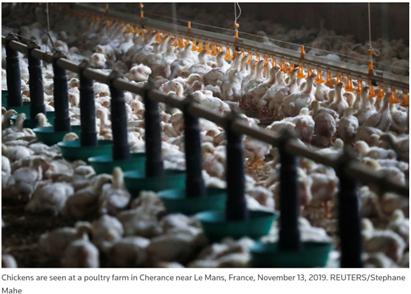 Chickens are seen at a poultry farm in Cherance near Le Mans, France, November 13, 2019. REUTERS/Stephane
Mahe